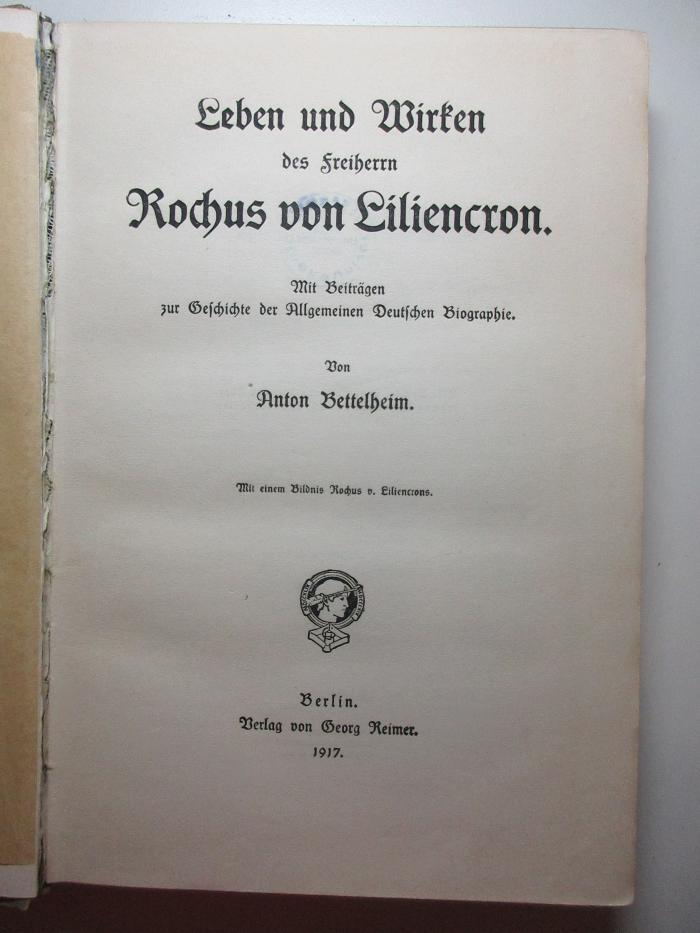 Leben und Wirken
des Freiherrn
Rochus von Liliencron.
Mit Beiträgen
zur Geschichte der Allgemeinen Deutschen Biographie.
Von
Anton Bettelheim.
Mit einem Bildnis Rochus v. Liliencrons.
Berlin.
Verlag von Georg Reimer.
1917.